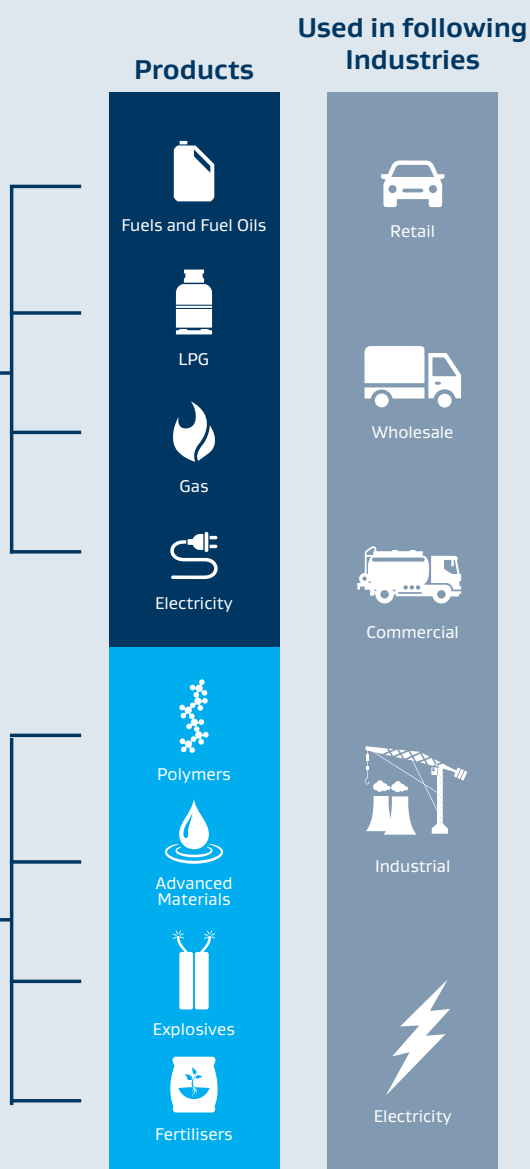 Products
Fuels and Fuel Oils
LPG
Gas
Electricity
Polymers
Advanced
Materials
Explosives
Fertilisers
Used in following
Industries
Retail
Wholesale
Commercial
Industrial
Electricity